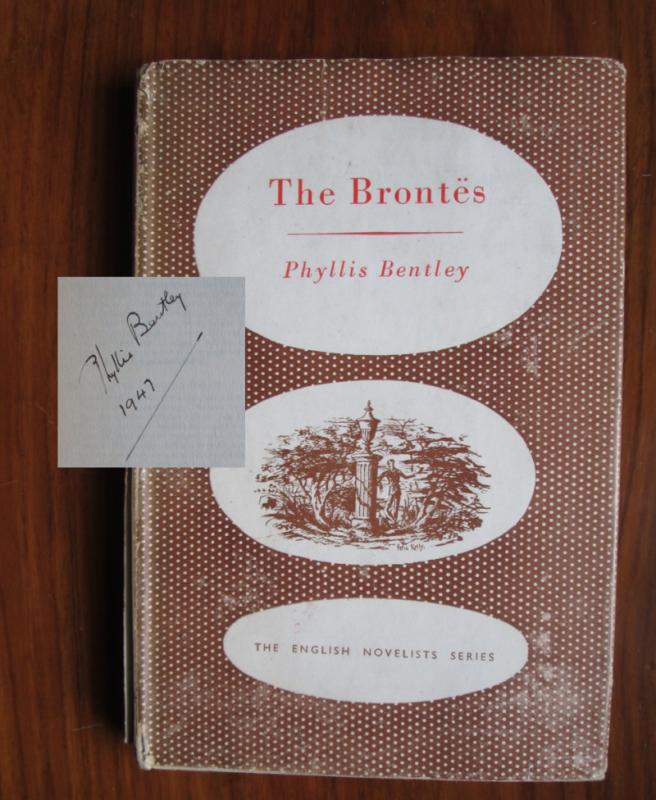 The Brontës
Phyllis Bentley
Phyllis Bentley
1947
THE ENGLISH NOVELISTS SERIES